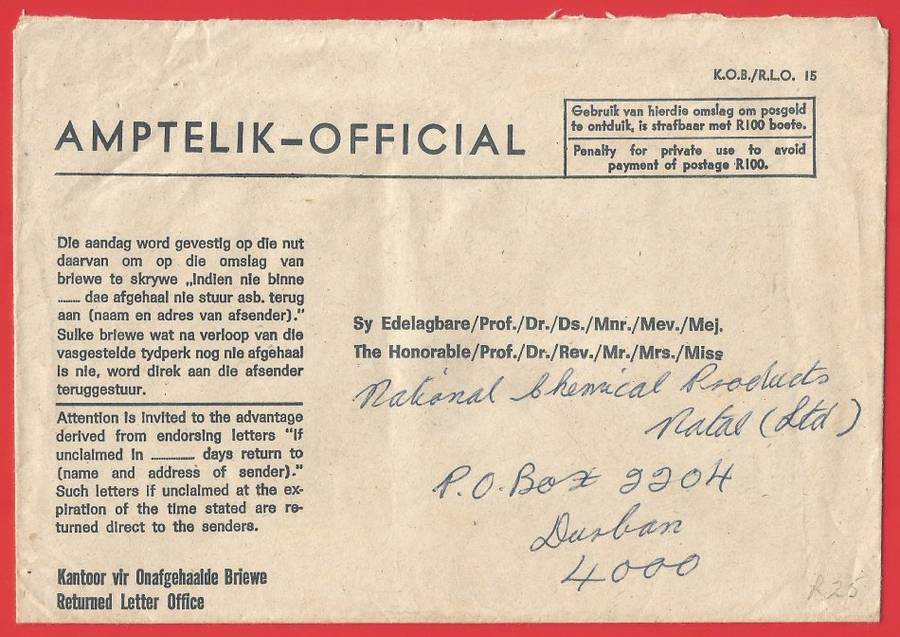 K.O.B./R.L.O. 15
AMPTELIK–OFFICIAL
Gebruik van hierdie omslag om posgeld
te ontduik, is strafbaar met R100 boete.
Penalty for private use to avoid
payment of postage R100.
Die aandag word gevestig op die nut
daarvan om op die omslag van
briewe te skrywe „Indien nie binne
........ dae afgehaal nie stuur asb. terug
aan (naam en adres van afsender).”
Sulke briewe wat na verloop van die
vasgestelde tydperk nog nie afgehaal
is nie, word direk aan die afsender
teruggestuur.
Attention is invited to the advantage
derived from endorsing letters “If
unclaimed in ............ days return to
(name and address of sender).”
Such letters if unclaimed at the ex-
piration of the time stated are re-
turned direct to the senders.
Kantoor vir Onafgehaalde Briewe
Returned Letter Office
Sy Edelagbare/Prof./Dr./Ds./Mnr./Mev./Mej.
The Honorable/Prof./Dr./Rev./Mr./Mrs./Miss
National Chemical Products
Natal (Ltd)
P.O. Box 2204
Durban
4000
R25